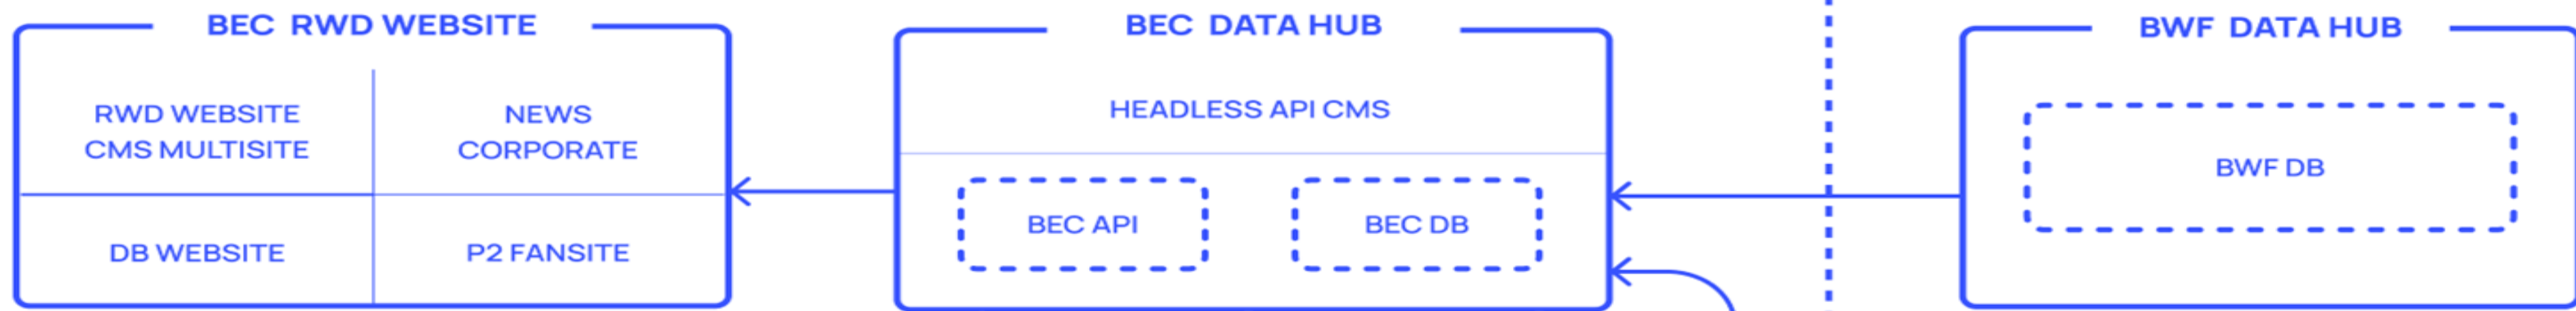 BEC RWD WEBSITE
RWD WEBSITE
CMS MULTISITE
NEWS
CORPORATE
DB WEBSITE
P2 FANSITE
BEC DATA HUB
HEADLESS API CMS
BEC API
BEC DB
BWF DATA HUB
BWF DB